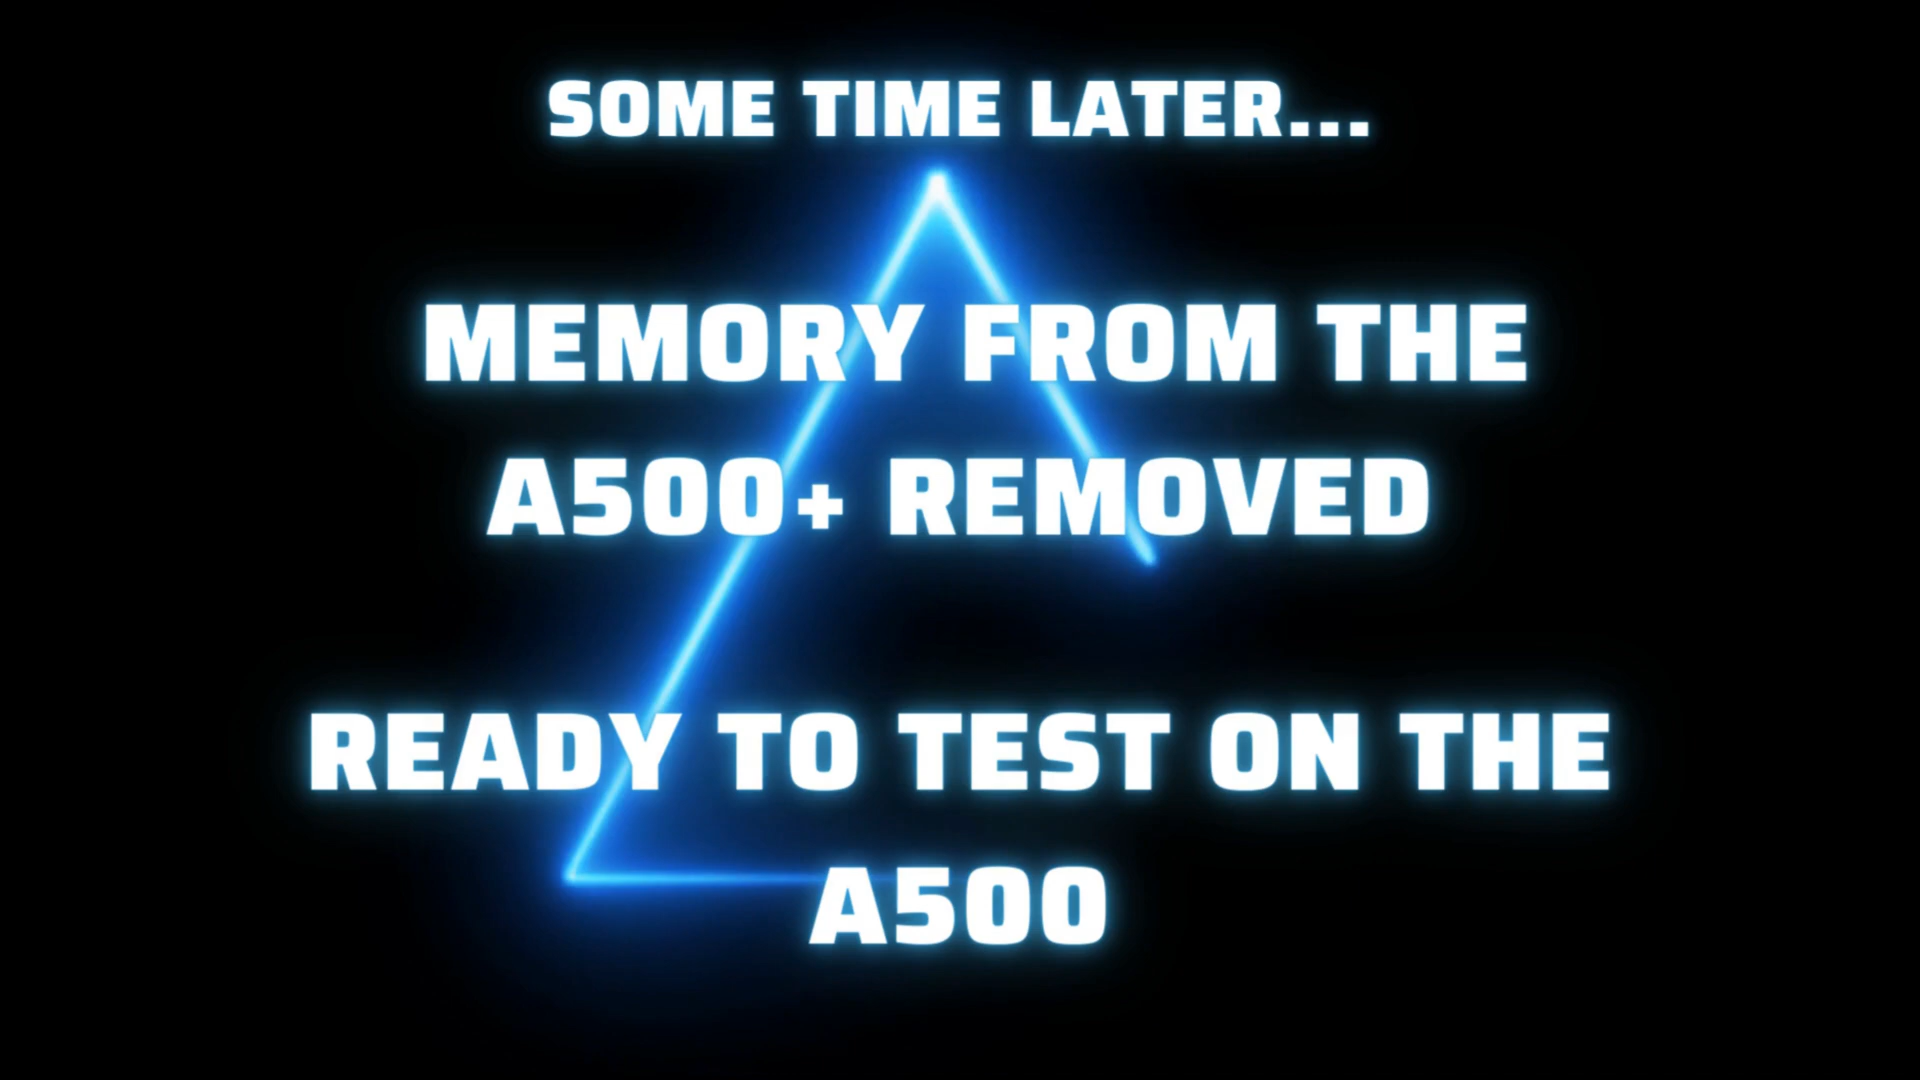 SOME TIME LATER...
MEMORY FROM THE
A500+ REMOVED
READY TO TEST ON THE
A500